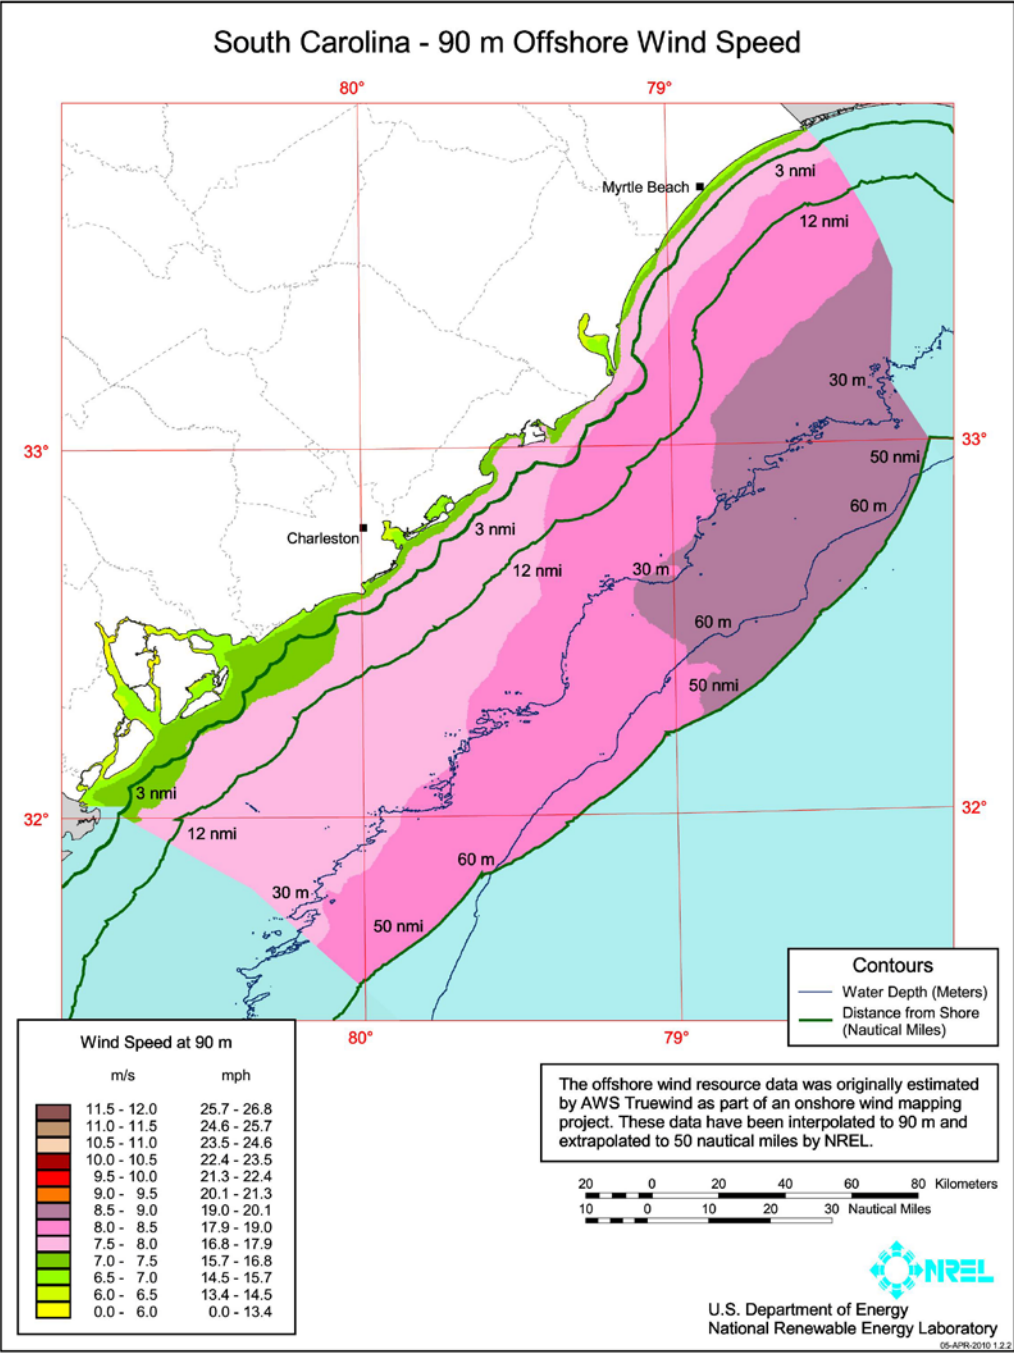 South Carolina - 90 m Offshore Wind Speed
80°
79°
3 nmi
Myrtle Beach
12 nmi
30 m
33°
33°
50 nmi
60 m
Charleston
3 nmi
12 nmi
30 m
60 m
50 nmi
3 nmi
32°
32°
12 nmi
60 m
30 m
50 nmi
80°
79°
Contours
Water Depth (Meters)
Distance from Shore
(Nautical Miles)
Wind Speed at 90 m
m/s mph
11.5 - 12.0 25.7 - 26.8
11.0 - 11.5 24.6 - 25.7
10.5 - 11.0 23.5 - 24.6
10.0 - 10.5 22.4 - 23.5
9.5 - 10.0 21.3 - 22.4
9.0 - 9.5 20.1 - 21.3
8.5 - 9.0 19.0 - 20.1
8.0 - 8.5 17.9 - 19.0
7.5 - 8.0 16.8 - 17.9
7.0 - 7.5 15.7 - 16.8
6.5 - 7.0 14.5 - 15.7
6.0 - 6.5 13.4 - 14.5
0.0 - 6.0 0.0 - 13.4
The offshore wind resource data was originally estimated
by AWS Truewind as part of an onshore wind mapping
project. These data have been interpolated to 90 m and
extrapolated to 50 nautical miles by NREL.
20 0 20 40 60 80 Kilometers
10 0 10 20 30 Nautical Miles
NREL
U.S. Department of Energy
National Renewable Energy Laboratory
05-APR-2010 1.2.2